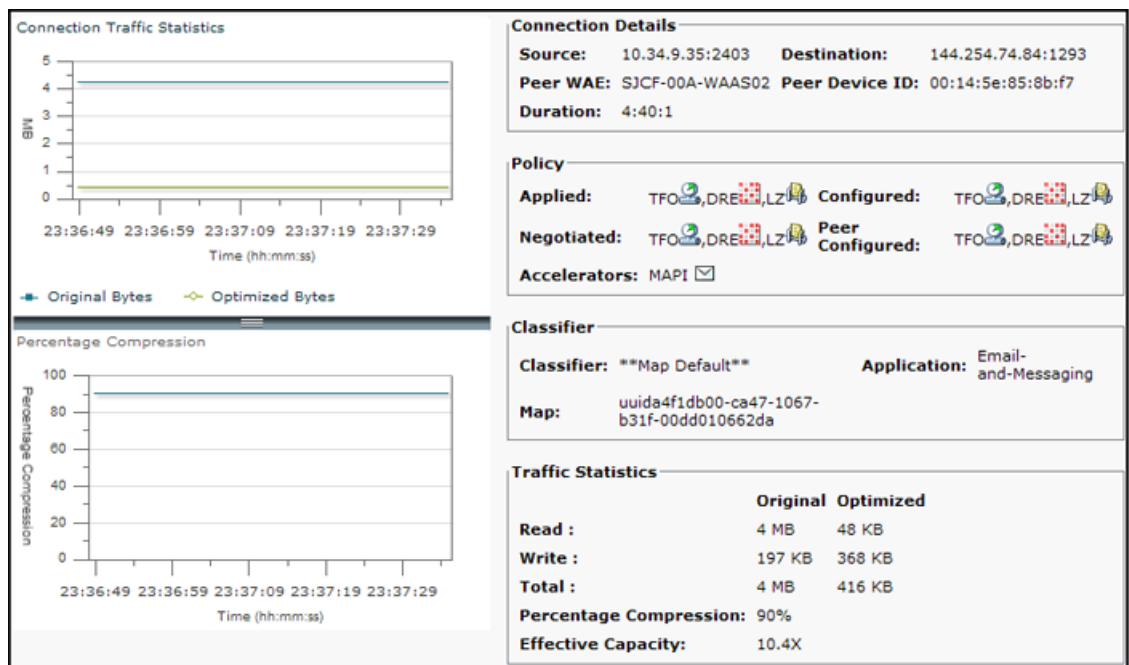 Connection Traffic Statistics
5
4
3
2
1
0
MB
23:36:49 23:36:59 23:37:09 23:37:19 23:37:29
Time (hh:mm:ss)
Original Bytes Optimized Bytes
Percentage Compression
100
80
60
40
20
0
Percentage Compression
23:36:49 23:36:59 23:37:09 23:37:19 23:37:29
Time (hh:mm:ss)
Connection Details
Source: 10.34.9.35:2403 Destination: 144.254.74.84:1293
Peer WAE: SJCF-00A-WAAS02 Peer Device ID: 00:14:5e:85:8b:f7
Duration: 4:40:1
Policy
Applied: TFO,DRE,LZ Configured: TFO,DRE,LZ
Negotiated: TFO,DRE,LZ Peer Configured: TFO,DRE,LZ
Accelerators: MAPI
Classifier
Classifier: **Map Default** Application: Email-
and-Messaging
Map: uuida4f1db00-ca47-1067-
b31f-00dd010662da
Traffic Statistics
Original Optimized
Read : 4 MB 48 KB
Write : 197 KB 368 KB
Total : 4 MB 416 KB
Percentage Compression: 90%
Effective Capacity: 10.4X